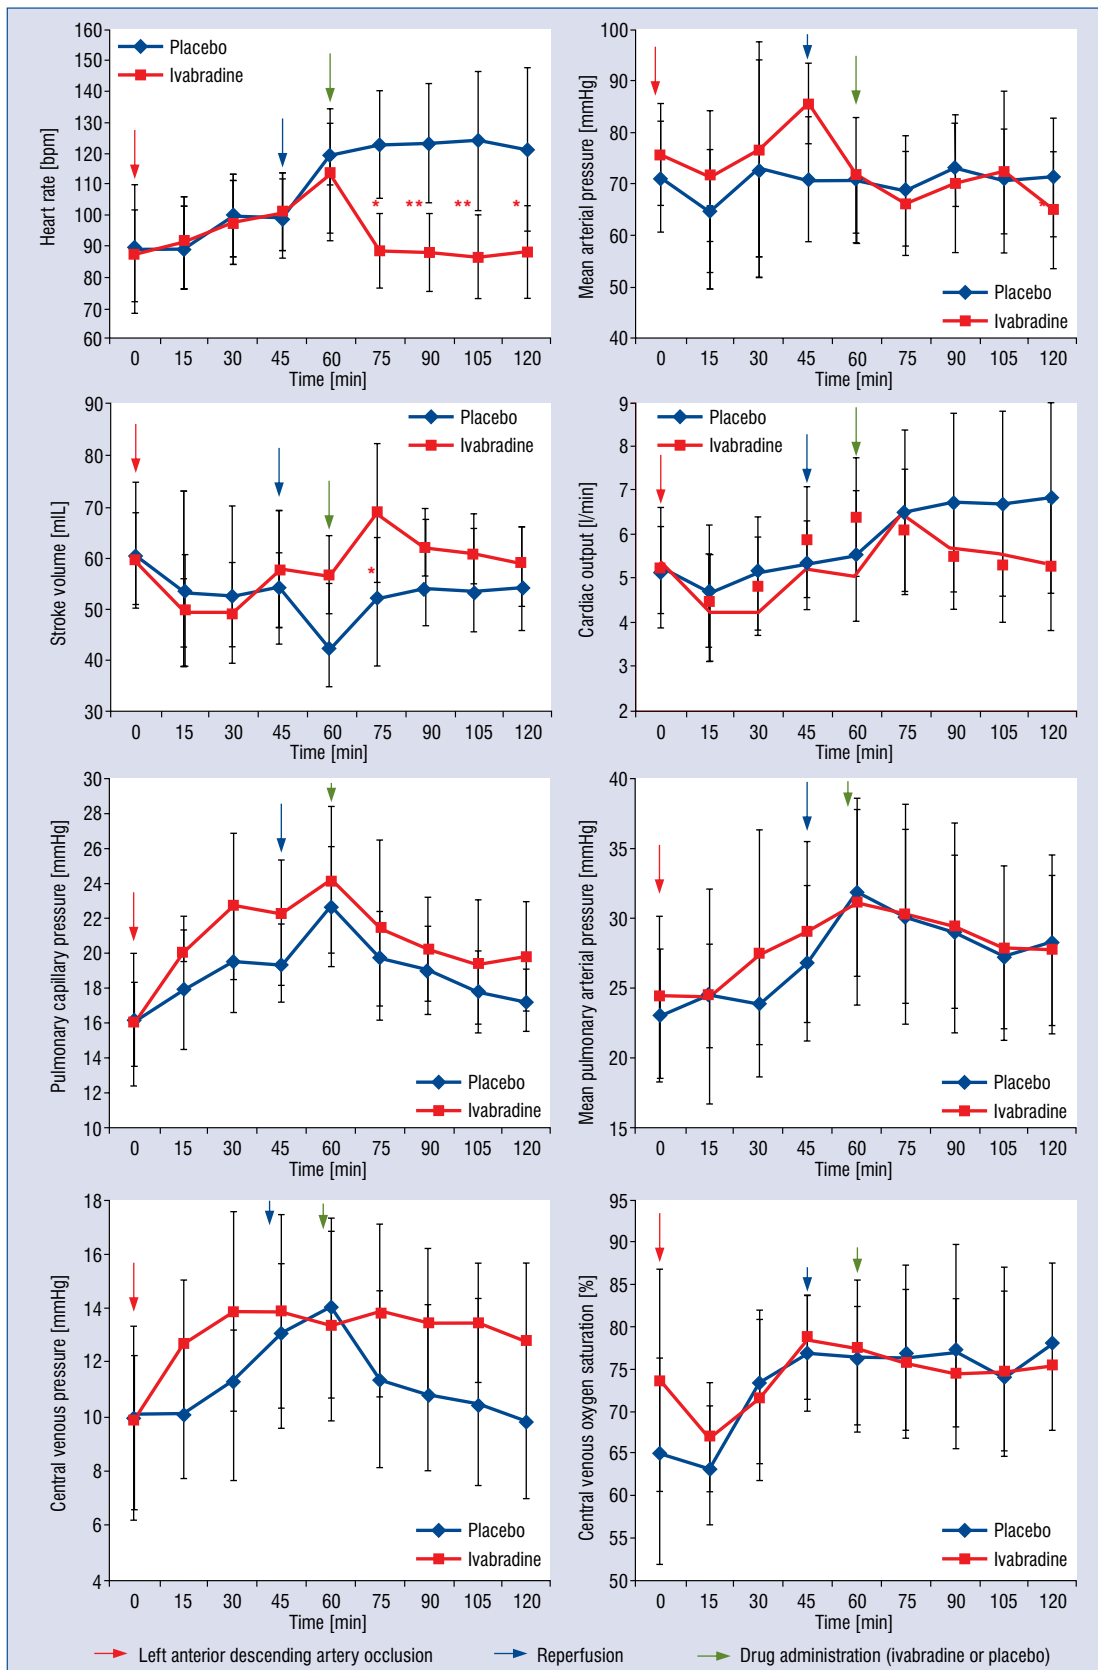 Placebo
Ivabradine
Heart rate [bpm]
160
150
140
130
120
110
100
90
80
70
60
* ** ** *
0 15 30 45 60 75 90 105 120
Time [min]
Mean arterial pressure [mmHg]
100
90
80
70
60
50
40
*
Placebo
Ivabradine
0 15 30 45 60 75 90 105 120
Time [min]
Stroke volume [mlL]
90
80
70
60
50
40
30
Placebo
Ivabradine
*
0 15 30 45 60 75 90 105 120
Time [min]
Cardiac output [l/min]
9
8
7
6
5
4
3
2
Placebo
Ivabradine
0 15 30 45 60 75 90 105 120
Time [min]
Pulmonary capillary pressure [mmHg]
30
28
26
24
22
20
18
16
14
12
10
Placebo
Ivabradine
0 15 30 45 60 75 90 105 120
Time [min]
Mean pulmonary arterial pressure [mmHg]
40
35
30
25
20
15
Placebo
Ivabradine
0 15 30 45 60 75 90 105 120
Time [min]
Central venous pressure [mmHg]
18
16
14
12
10
8
6
4
Placebo
Ivabradine
0 15 30 45 60 75 90 105 120
Time [min]
Central venous oxygen saturation [%]
95
90
85
80
75
70
65
60
55
50
Placebo
Ivabradine
0 15 30 45 60 75 90 105 120
Time [min]
Left anterior descending artery occlusion
Reperfusion
Drug administration (ivabradine or placebo)